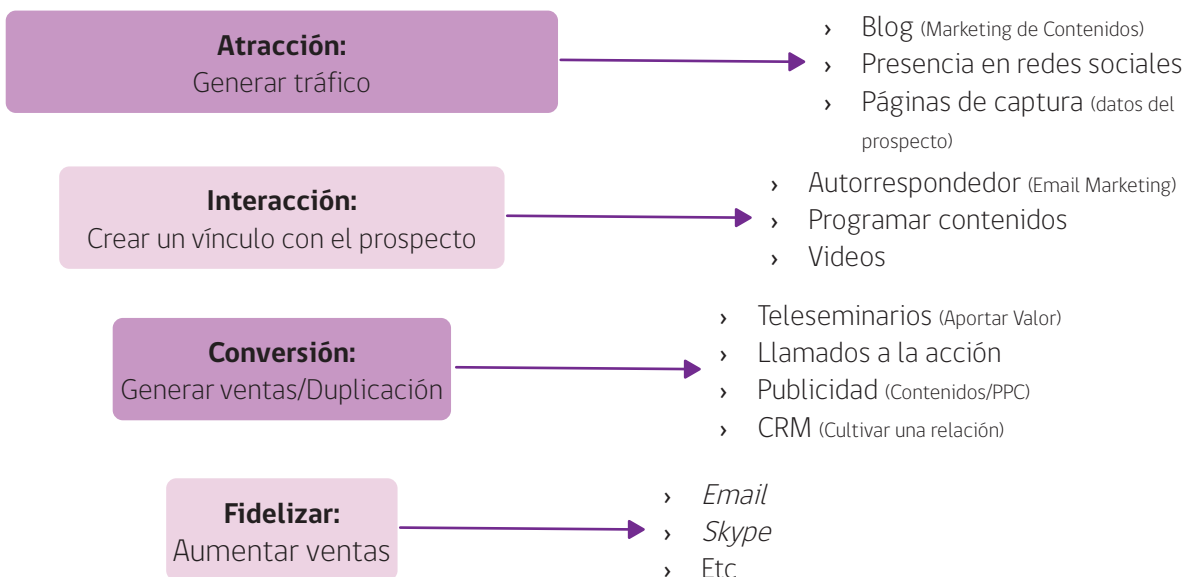 Atracción:
Generar tráfico
› Blog (Marketing de Contenidos)
› Presencia en redes sociales
› Páginas de captura (datos del
prospecto)
Interacción:
Crear un vínculo con el prospecto
› Autorrespondedor (Email Marketing)
› Programar contenidos
› Videos
Conversión:
Generar ventas/Duplicación
› Teleseminarios (Aportar Valor)
› Llamados a la acción
› Publicidad (Contenidos/PPC)
› CRM (Cultivar una relación)
Fidelizar:
Aumentar ventas
› Email
› Skype
› Etc